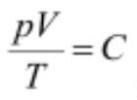 pV/T = C